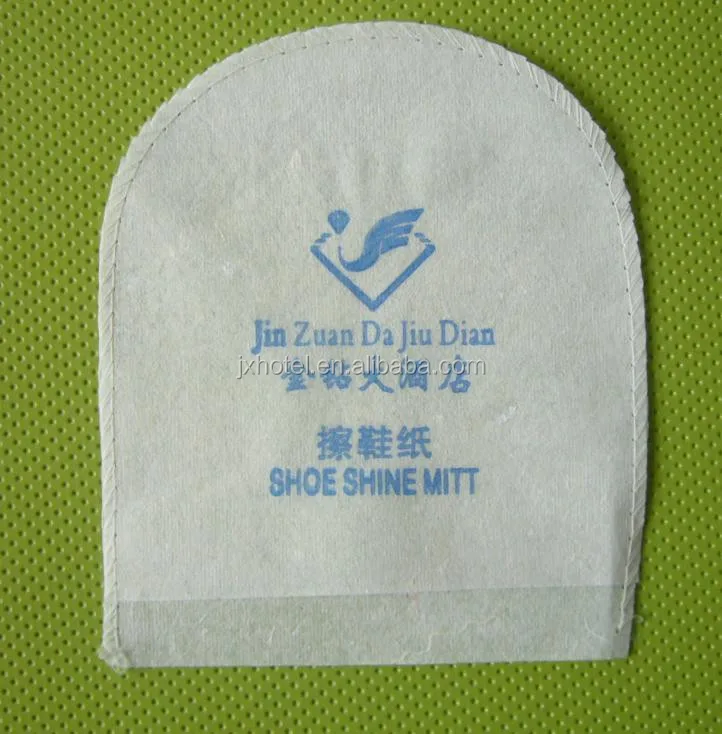 Jin Zuan Da Jiu Dian
jxhotel.en.alibaba.com
金钻大酒店
擦鞋纸
SHOE SHINE MITT